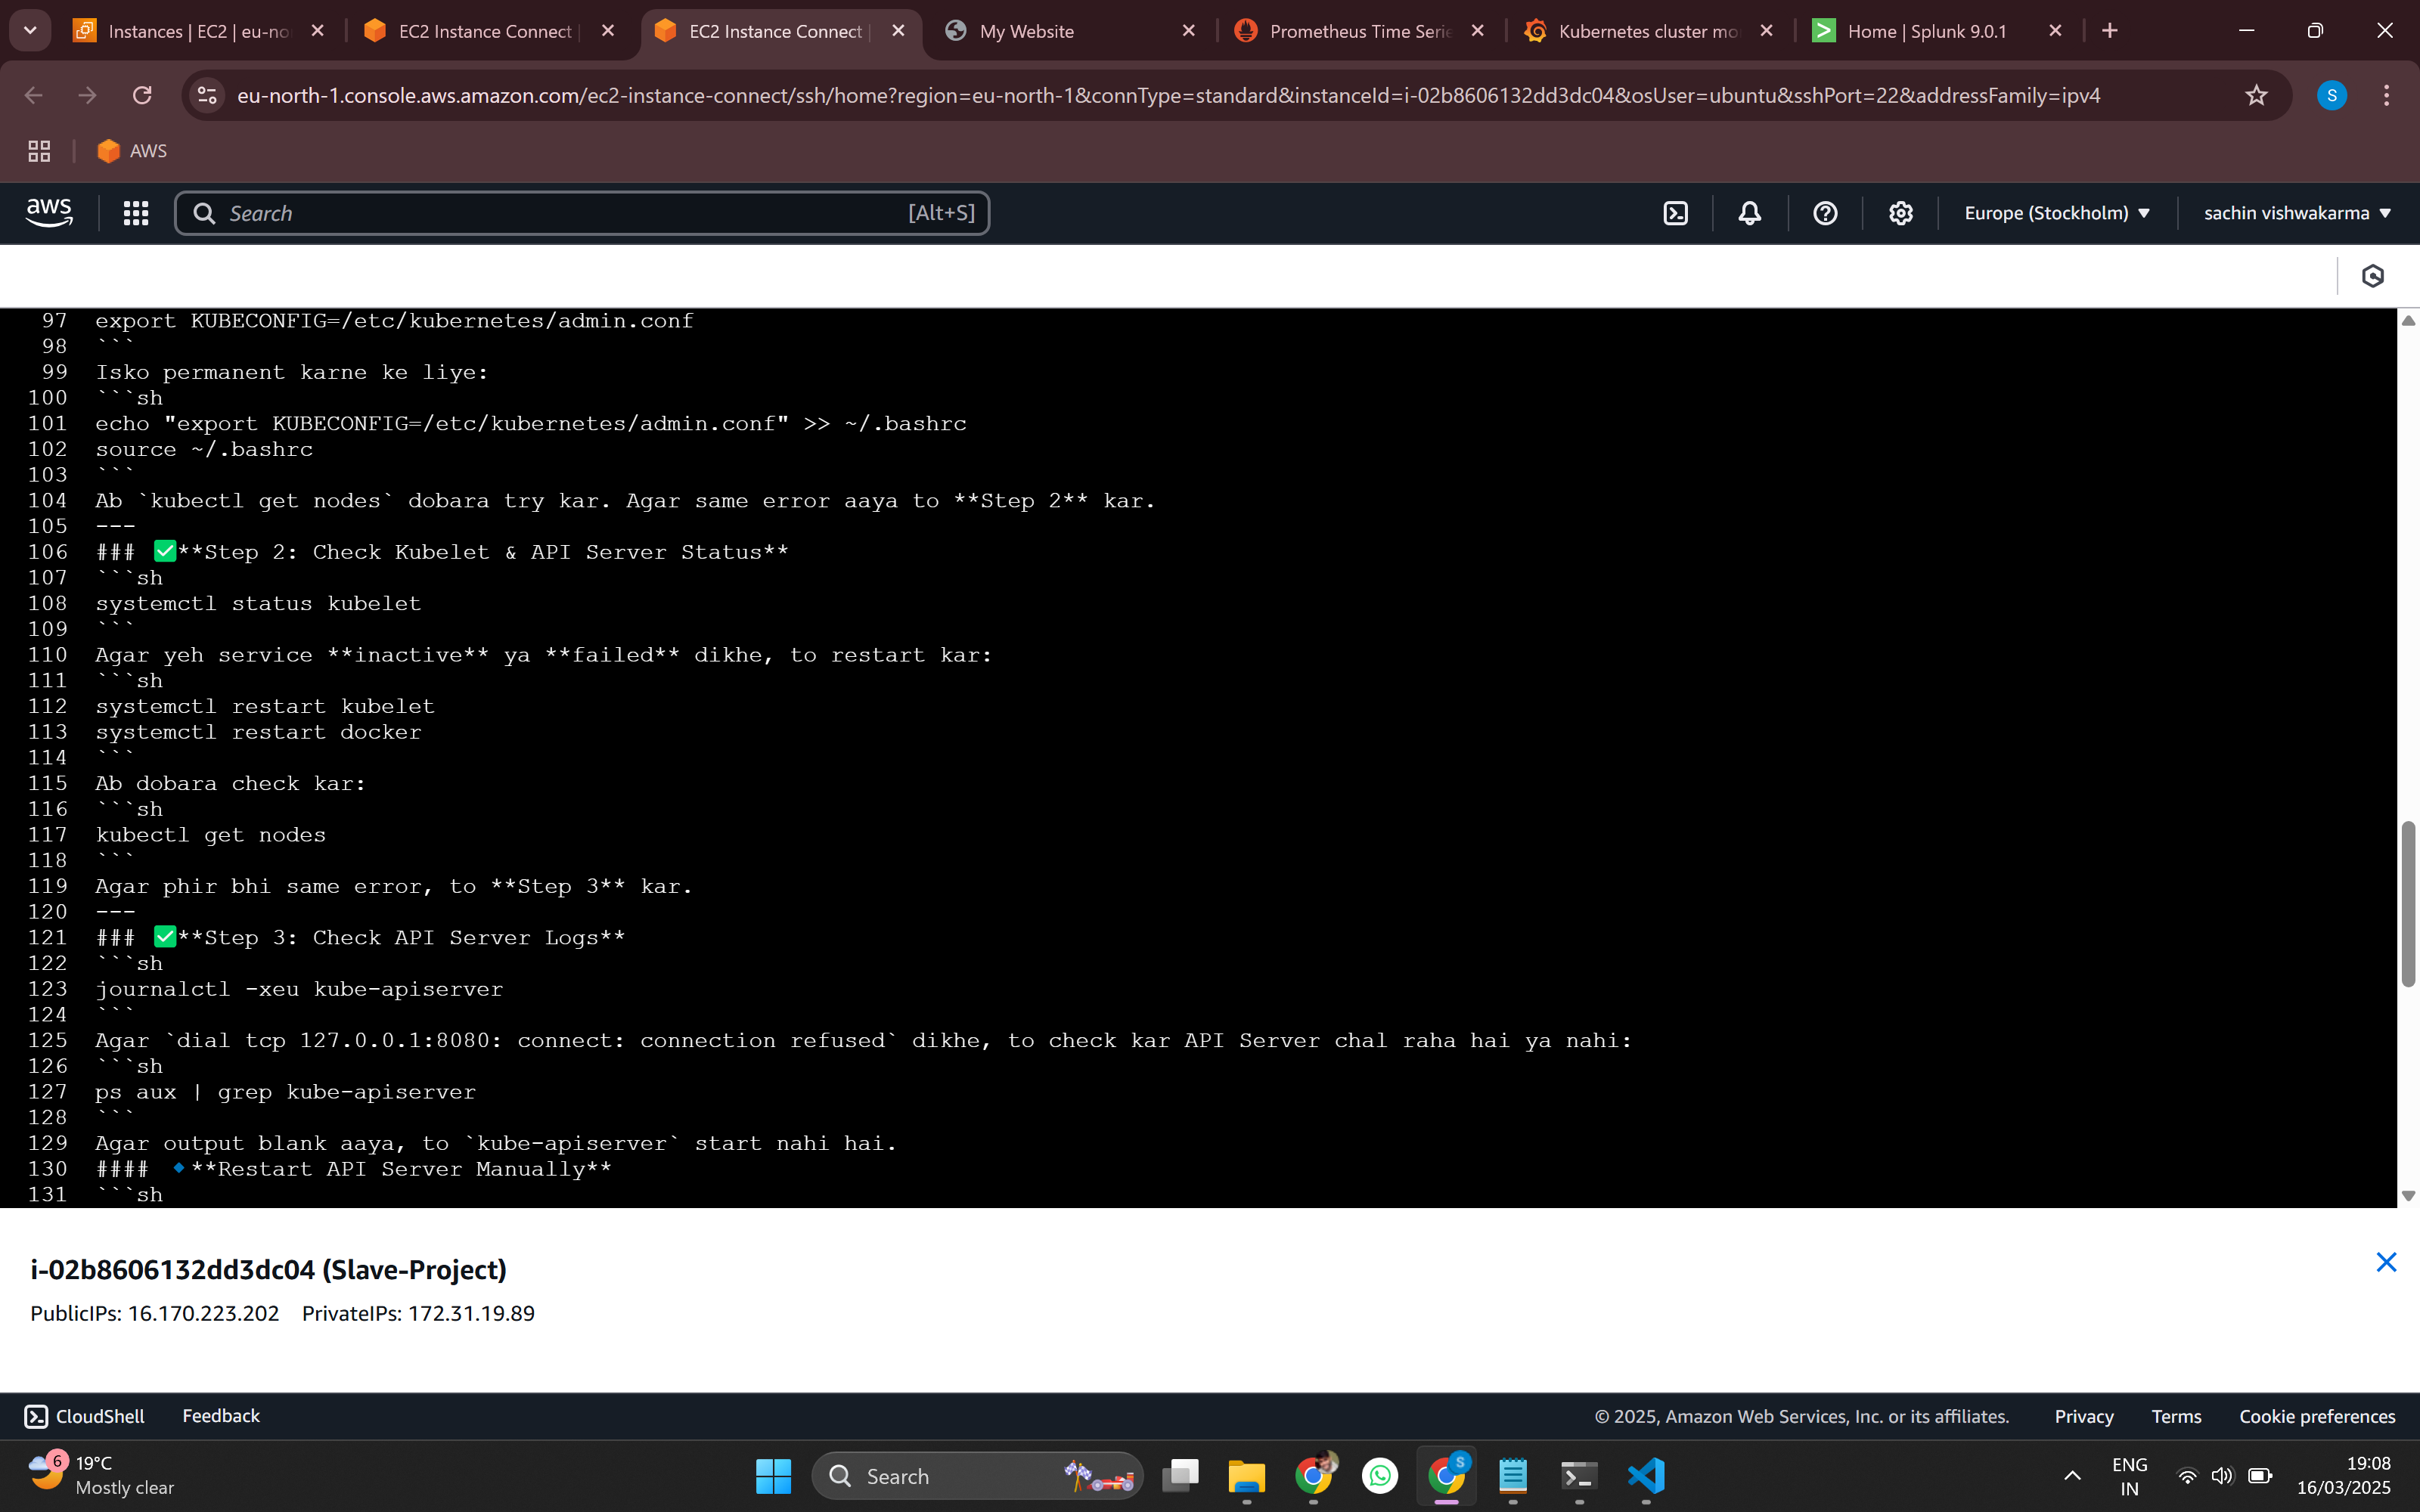 Instances | EC2 | eu-no
EC2 Instance Connect |
EC2 Instance Connect |
My Website
Prometheus Time Serie
Kubernetes cluster mo
Home | Splunk 9.0.1
eu-north-1.console.aws.amazon.com/ec2-instance-connect/ssh/home?region=eu-north-1&connType=standard&instanceId=i-02b8606132dd3dc04&osUser=ubuntu&sshPort=22&addressFamily=ipv4
S
AWS
aws
Search
[Alt+S]
Europe (Stockholm)
sachin vishwakarma
97 export KUBECONFIG=/etc/kubernetes/admin.conf
98 ```
99 Isko permanent karne ke liye:
100 ```sh
101 echo "export KUBECONFIG=/etc/kubernetes/admin.conf" >> ~/.bashrc
102 source ~/.bashrc
103 ```
104 Ab `kubectl get nodes` dobara try kar. Agar same error aaya to **Step 2** kar.
105 ---
106 ### ✅**Step 2: Check Kubelet & API Server Status**
107 ```sh
108 systemctl status kubelet
109 ```
110 Agar yeh service **inactive** ya **failed** dikhe, to restart kar:
111 ```sh
112 systemctl restart kubelet
113 systemctl restart docker
114 ```
115 Ab dobara check kar:
116 ```sh
117 kubectl get nodes
118 ```
119 Agar phir bhi same error, to **Step 3** kar.
120 ---
121 ### ✅**Step 3: Check API Server Logs**
122 ```sh
123 journalctl -xeu kube-apiserver
124 ```
125 Agar `dial tcp 127.0.0.1:8080: connect: connection refused` dikhe, to check kar API Server chal raha hai ya nahi:
126 ```sh
127 ps aux | grep kube-apiserver
128 ```
129 Agar output blank aaya, to `kube-apiserver` start nahi hai.
130 #### 🔹**Restart API Server Manually**
131 ```sh
i-02b8606132dd3dc04 (Slave-Project)
PublicIPs: 16.170.223.202 PrivateIPs: 172.31.19.89
CloudShell Feedback
© 2025, Amazon Web Services, Inc. or its affiliates. Privacy Terms Cookie preferences
6
19°C
Mostly clear
Search
S
ENG
IN
19:08
16/03/2025